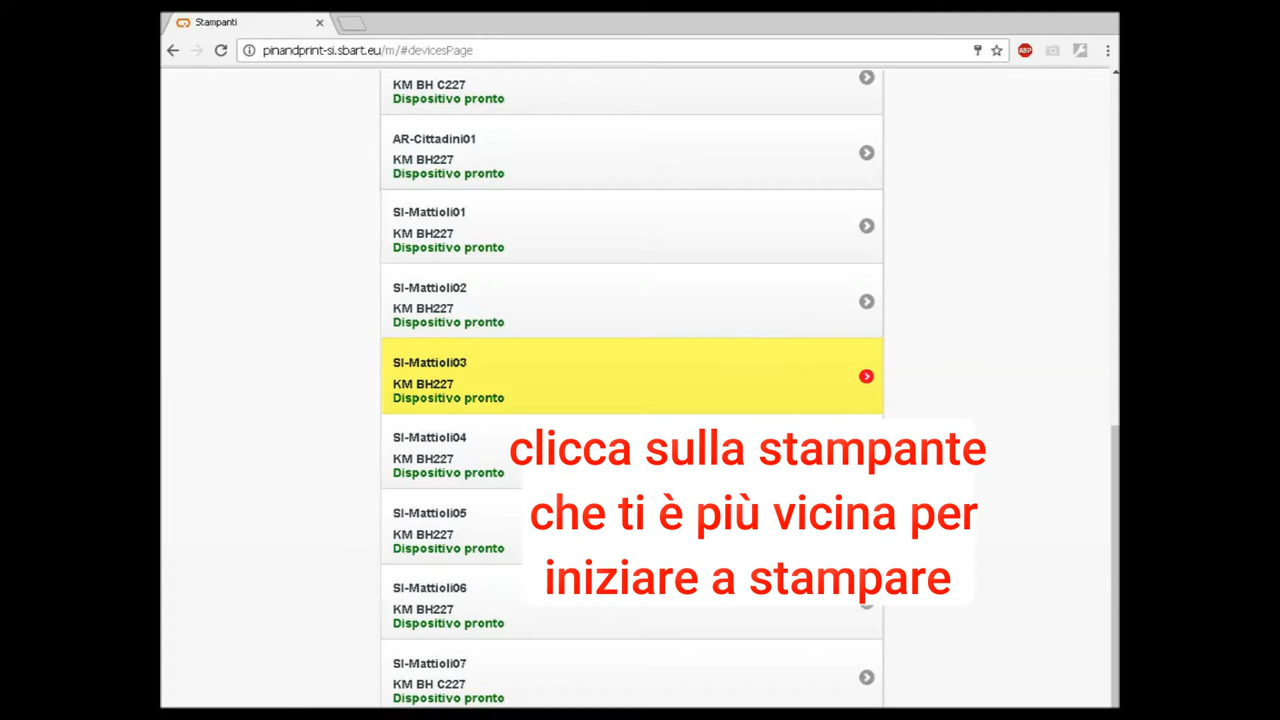 Stampanti
pinandprint-si.sbart.eu/m/#devicesPage
ABP
KM BH C227
Dispositivo pronto
AR-Cittadini01
KM BH227
Dispositivo pronto
SI-Mattioli01
KM BH227
Dispositivo pronto
SI-Mattioli02
KM BH227
Dispositivo pronto
SI-Mattioli03
KM BH227
Dispositivo pronto
SI-Mattioli04
KM BH227
Dispositivo pronto
SI-Mattioli05
KM BH227
Dispositivo pronto
SI-Mattioli06
KM BH227
Dispositivo pronto
SI-Mattioli07
KM BH C227
Dispositivo pronto
clicca sulla stampante
che ti è più vicina per
iniziare a stampare